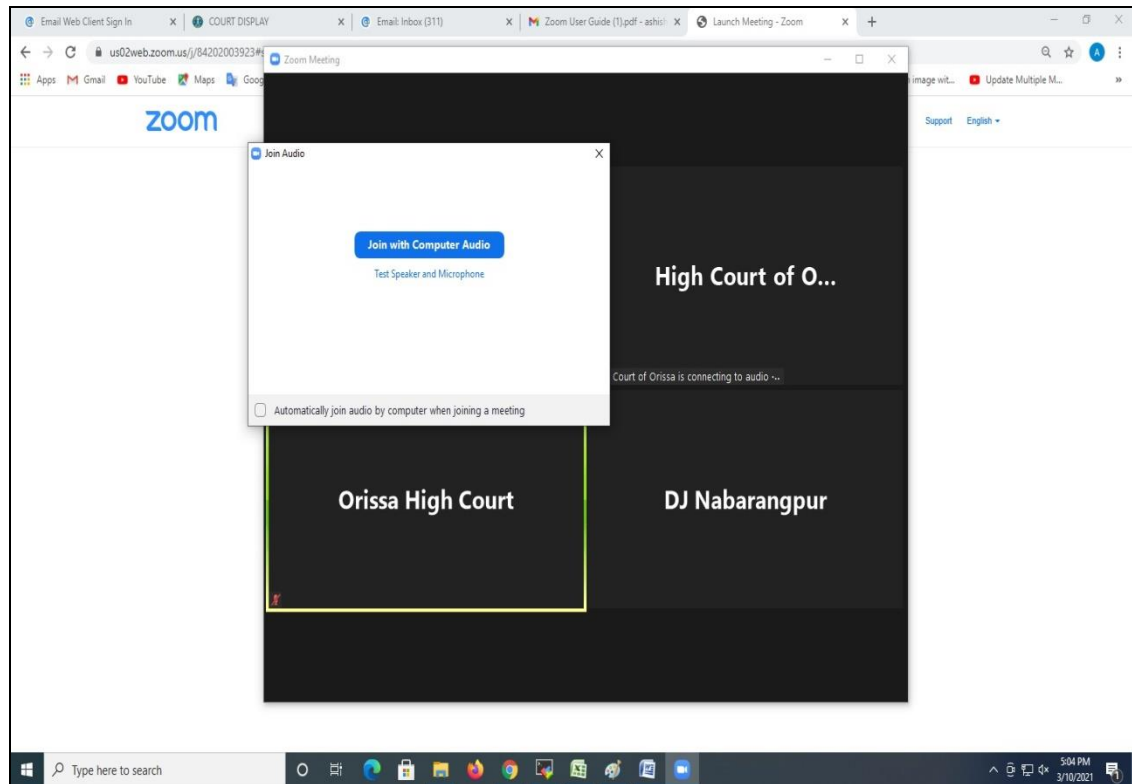 Email Web Client Sign In
COURT DISPLAY
Email: Inbox (311)
Zoom User Guide (1).pdf - ashish
Launch Meeting - Zoom
us02web.zoom.us/j/84202003923#s
Zoom Meeting
A
Apps
Gmail
YouTube
Maps
Goog
image wit...
Update Multiple M...
zoom
Support
English
Join Audio
Join with Computer Audio
Test Speaker and Microphone
High Court of O...
Court of Orissa is connecting to audio -..
Automatically join audio by computer when joining a meeting
Orissa High Court
DJ Nabarangpur
Type here to search
5:04 PM
3/10/2021